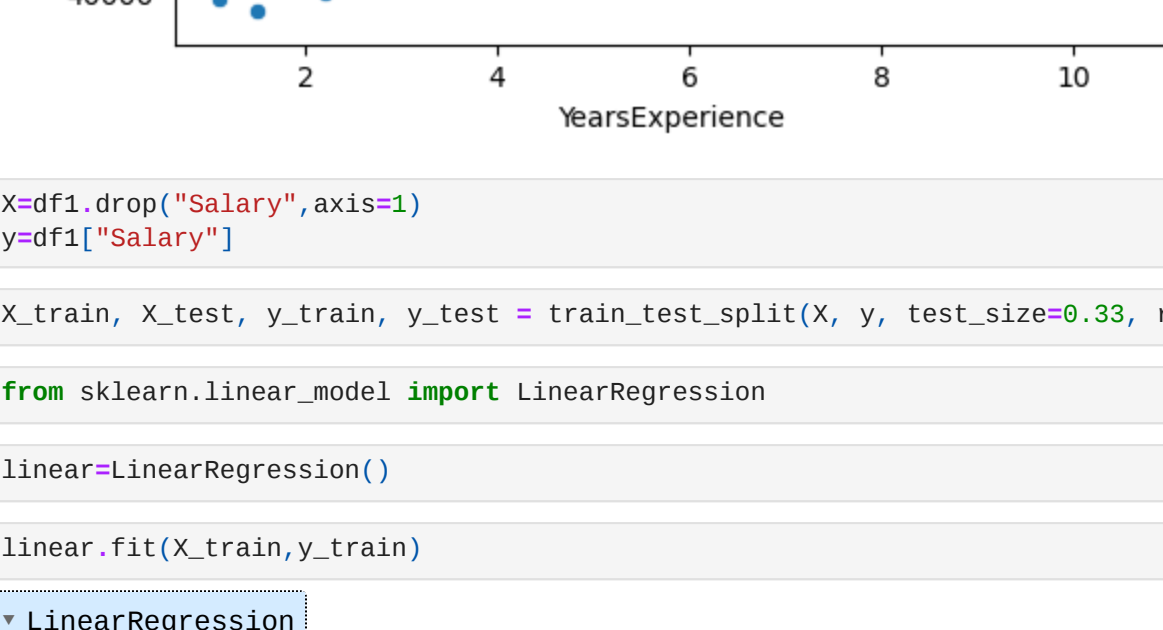 40000
2 4 6 8 10
YearsExperience
X=df1.drop("Salary",axis=1)
y=df1["Salary"]
X_train, X_test, y_train, y_test = train_test_split(X, y, test_size=0.33,
from sklearn.linear_model import LinearRegression
linear=LinearRegression()
linear.fit(X_train,y_train)
▾ LinearRegression